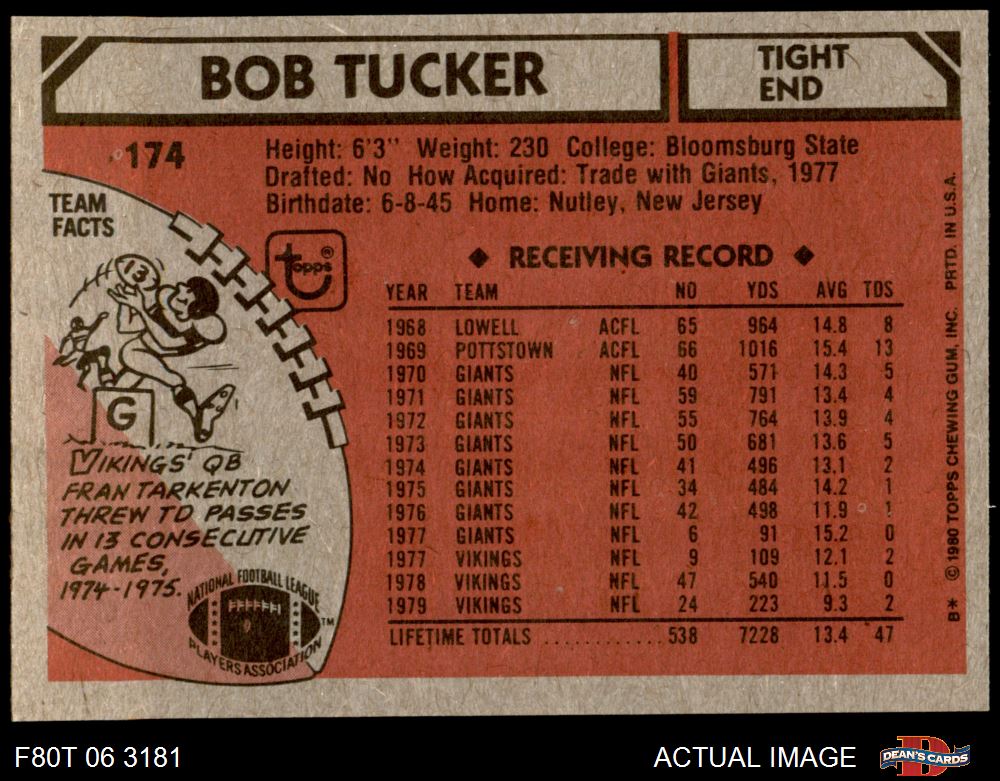 BOB TUCKER
TIGHT
END
174
Height: 6'3" Weight: 230 College: Bloomsburg State
Drafted: No How Acquired: Trade with Giants, 1977
Birthdate: 6-8-45 Home: Nutley, New Jersey
TEAM
FACTS
topps®
13
G
VIKINGS' QB
FRAN TARKENTON
THREW TD PASSES
IN 13 CONSECUTIVE
GAMES,
1974-1975.
NATIONAL FOOTBALL LEAGUE
PLAYERS ASSOCIATION
TM
◆ RECEIVING RECORD ◆
YEAR TEAM NO YDS AVG TDS
1968 LOWELL ACFL 65 964 14.8 8
1969 POTTSTOWN ACFL 66 1016 15.4 13
1970 GIANTS NFL 40 571 14.3 5
1971 GIANTS NFL 59 791 13.4 4
1972 GIANTS NFL 55 764 13.9 4
1973 GIANTS NFL 50 681 13.6 5
1974 GIANTS NFL 41 496 13.1 2
1975 GIANTS NFL 34 484 14.2 1
1976 GIANTS NFL 42 498 11.9 1
1977 GIANTS NFL 6 91 15.2 0
1977 VIKINGS NFL 9 109 12.1 2
1978 VIKINGS NFL 47 540 11.5 0
1979 VIKINGS NFL 24 223 9.3 2
LIFETIME TOTALS ............ 538 7228 13.4 47
B* © 1980 TOPPS CHEWING GUM, INC. PRTD. IN U.S.A.
F80T 06 3181
ACTUAL IMAGE
D
DEAN'S CARDS